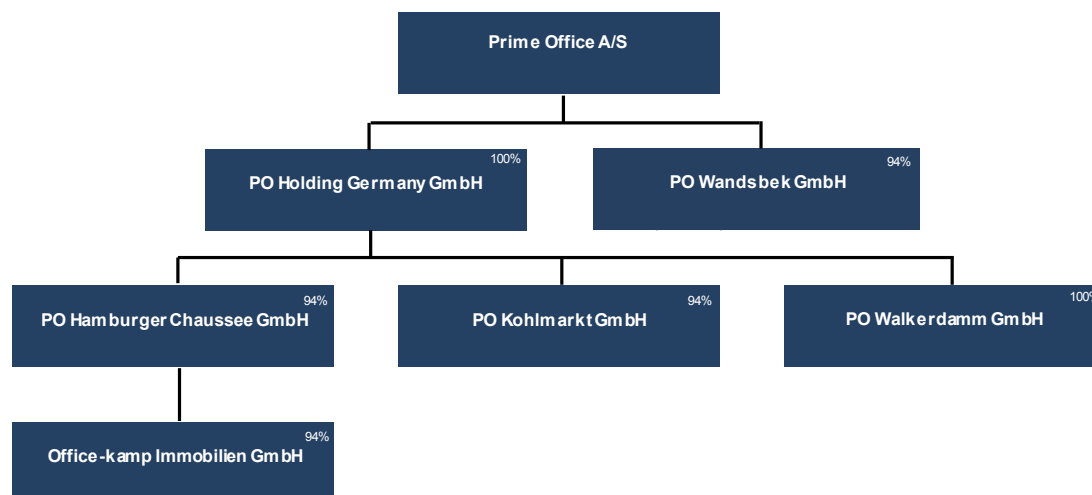 Prime Office A/S
100%
PO Holding Germany GmbH
94%
PO Wandsbek GmbH
94%
PO Hamburger Chaussee GmbH
94%
PO Kohlmarkt GmbH
100%
PO Walkerdamm GmbH
94%
Office-kamp Immobilien GmbH